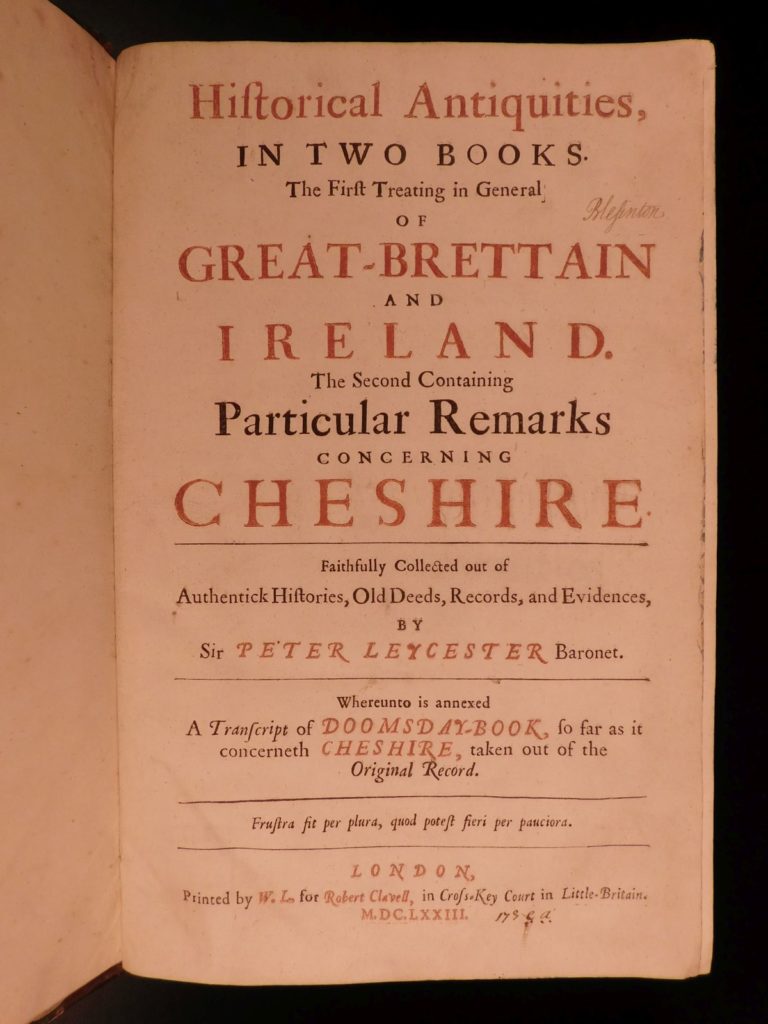 Hiſtorical Antiquities,
IN TWO BOOKS.
The Firſt Treating in General
Bleſinton
OF
GREAT-BRETTAIN
AND
IRELAND.
The Second Containing
Particular Remarks
CONCERNING
CHESHIRE.
Faithfully Collected out of
Authentick Hiſtories, Old Deeds, Records, and Evidences,
BY
Sir PETER LEYCESTER Baronet.
Whereunto is annexed
A Tranſcript of DOOMSDAY-BOOK, ſo far as it
concerneth CHESHIRE, taken out of the
Original Record.
Fruſtra fit per plura, quod poteſt fieri per pauciora.
LONDON,
Printed by W. L. for Robert Clavell, in Croſs-Key Court in Little-Britain.
M.DC.LXXIII.